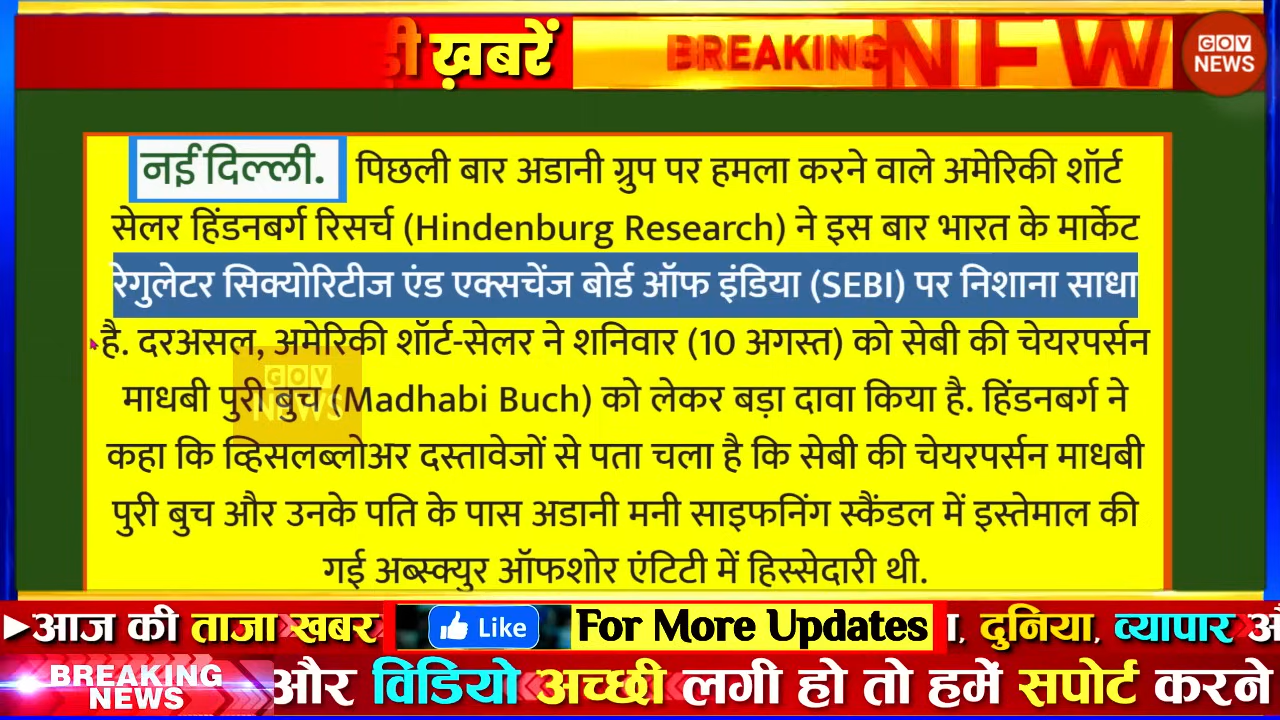 ख़बरें
BREAKING NEW
GOV
NEWS
नई दिल्ली. पिछली बार अडानी ग्रुप पर हमला करने वाले अमेरिकी शॉर्ट
सेलर हिंडनबर्ग रिसर्च (Hindenburg Research) ने इस बार भारत के मार्केट
रेगुलेटर सिक्योरिटीज एंड एक्सचेंज बोर्ड ऑफ इंडिया (SEBI) पर निशाना साधा
है. दरअसल, अमेरिकी शॉर्ट-सेलर ने शनिवार (10 अगस्त) को सेबी की चेयरपर्सन
माधबी पुरी बुच (Madhabi Buch) को लेकर बड़ा दावा किया है. हिंडनबर्ग ने
कहा कि व्हिसलब्लोअर दस्तावेजों से पता चला है कि सेबी की चेयरपर्सन माधबी
पुरी बुच और उनके पति के पास अडानी मनी साइफनिंग स्कैंडल में इस्तेमाल की
गई अब्स्क्युर ऑफशोर एंटिटी में हिस्सेदारी थी.
GOV
NEWS
आज की ताजा खबर
Like
For More Updates
दुनिया, व्यापार
BREAKING
NEWS
और विडियो अच्छी लगी हो तो हमें सपोर्ट करने